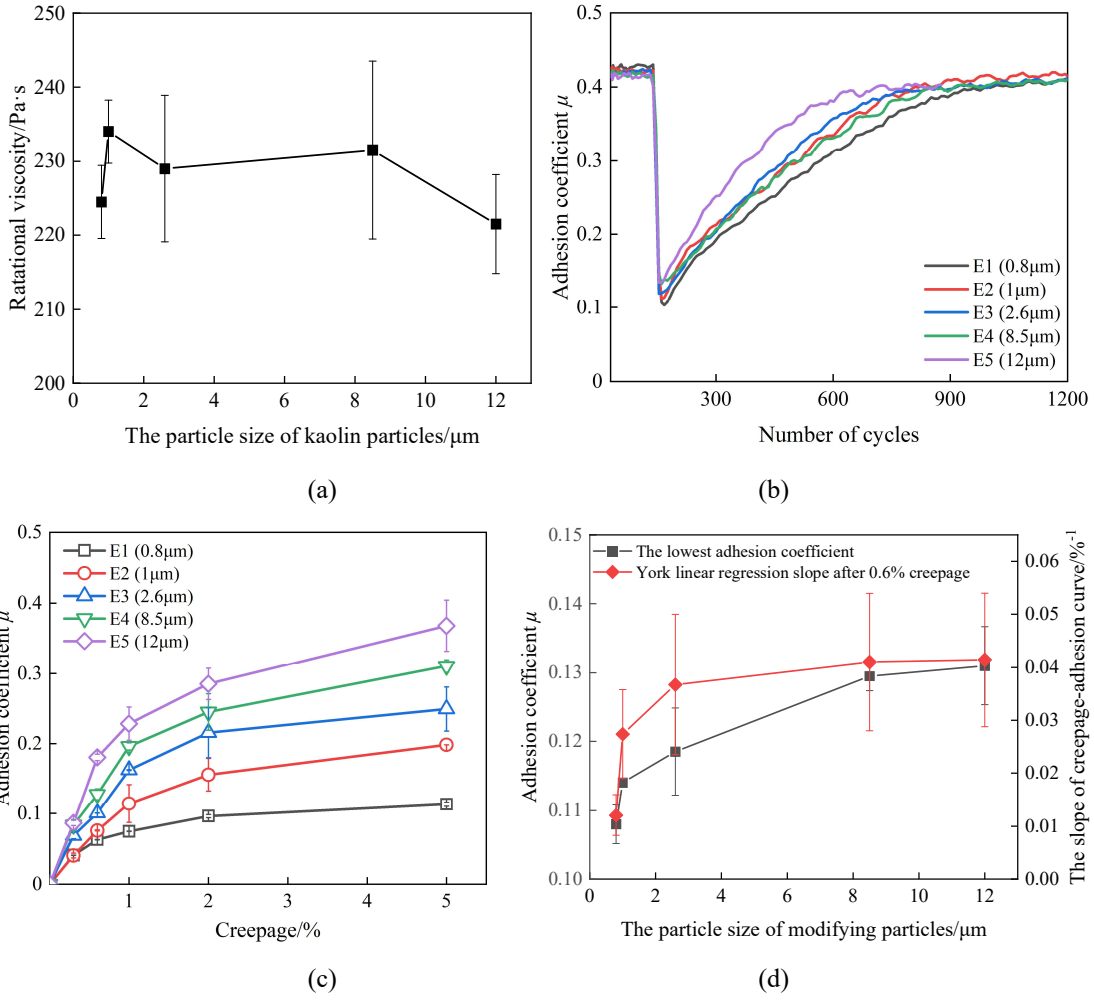 250
240
230
220
210
200
0
2
4
6
8
10
12
Ratational viscosity/Pa·s
The particle size of kaolin particles/μm
(a)
0.5
0.4
0.3
0.2
0.1
0
300
600
900
1200
Adhesion coefficient μ
Number of cycles
E1 (0.8μm)
E2 (1μm)
E3 (2.6μm)
E4 (8.5μm)
E5 (12μm)
(b)
0.5
0.4
0.3
0.2
0.1
0
1
2
3
4
5
Adhesion coefficient μ
Creepage/%
E1 (0.8μm)
E2 (1μm)
E3 (2.6μm)
E4 (8.5μm)
E5 (12μm)
(c)
0.15
0.14
0.13
0.12
0.11
0.10
0
2
4
6
8
10
12
0.06
0.05
0.04
0.03
0.02
0.01
0.00
Adhesion coefficient μ
The slope of creepage-adhesion curve/%⁻¹
The lowest adhesion coefficient
York linear regression slope after 0.6% creepage
The particle size of modifying particles/μm
(d)